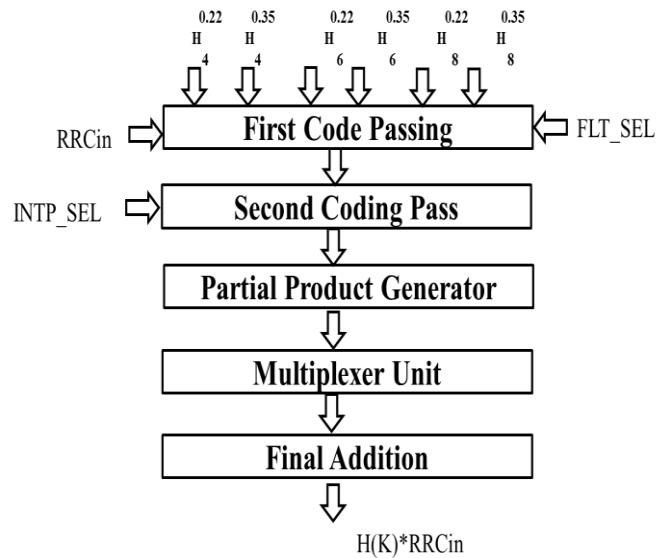 0.22 0.35 0.22 0.35 0.22 0.35
H H H H H H
4 4 6 6 8 8
RRCin
First Code Passing
FLT_SEL
INTP_SEL
Second Coding Pass
Partial Product Generator
Multiplexer Unit
Final Addition
H(K)*RRCin